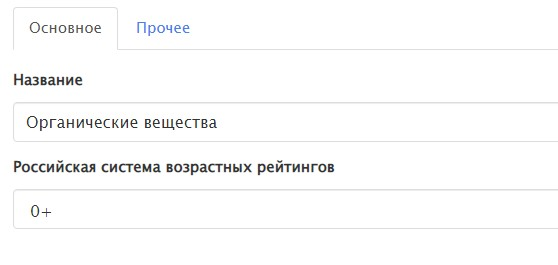 Основное Прочее
Название
Органические вещества
Российская система возрастных рейтингов
0+